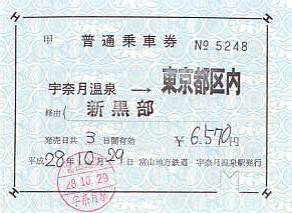 甲 普通乗車券 № 5248
宇奈月温泉 → 東京都区内
経由( 新黒部
発売日共 3 日間有効 ¥ 6,570円
平成28年10月29日 富山地方鉄道 宇奈月温泉駅発行
28.10.29
宇奈月駅